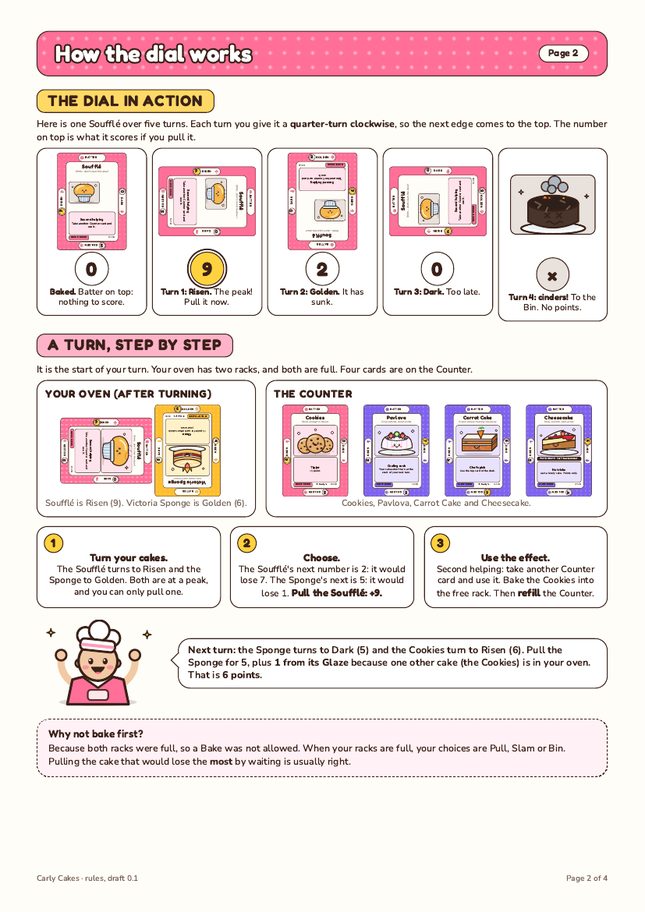 How the dial works
Page 2
THE DIAL IN ACTION
Here is one Soufflé over five turns. Each turn you give it a quarter-turn clockwise, so the next edge comes to the top. The number
on top is what it scores if you pull it.
Soufflé
Soufflé
Soufflé
Soufflé
0
Baked. Batter on top:
nothing to score.
9
Turn 1: Risen. The peak!
Pull it now.
2
Turn 2: Golden. It has
sunk.
0
Turn 3: Dark. Too late.
×
Turn 4: cinders! To the
Bin. No points.
A TURN, STEP BY STEP
It is the start of your turn. Your oven has two racks, and both are full. Four cards are on the Counter.
YOUR OVEN (AFTER TURNING)
Soufflé
Victoria Sponge
Soufflé is Risen (9). Victoria Sponge is Golden (6).
THE COUNTER
Cookies
Pavlova
Carrot Cake
Cheesecake
Cookies, Pavlova, Carrot Cake and Cheesecake.
1
Turn your cakes.
The Soufflé turns to Risen and the
Sponge to Golden. Both are at a peak,
and you can only pull one.
2
Choose.
The Soufflé's next number is 2: it would
lose 7. The Sponge's next is 5: it would
lose 1. Pull the Soufflé: +9.
3
Use the effect.
Second helping: take another Counter
card and use it. Bake the Cookies into
the free rack. Then refill the Counter.
Next turn: the Sponge turns to Dark (5) and the Cookies turn to Risen (6). Pull the
Sponge for 5, plus 1 from its Glaze because one other cake (the Cookies) is in your oven.
That is 6 points.
Why not bake first?
Because both racks were full, so a Bake was not allowed. When your racks are full, your choices are Pull, Slam or Bin.
Pulling the cake that would lose the most by waiting is usually right.
Carly Cakes · rules, draft 0.1
Page 2 of 4